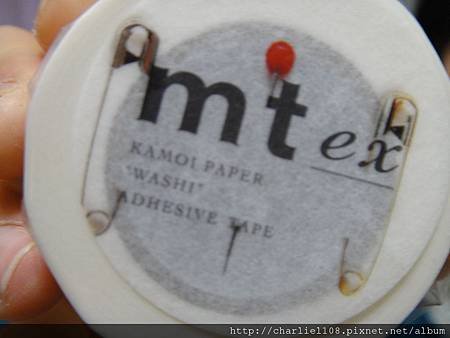 mt ex
KAMOI PAPER
"WASHI"
ADHESIVE TAPE
http://charlie1108.pixnet.net/album